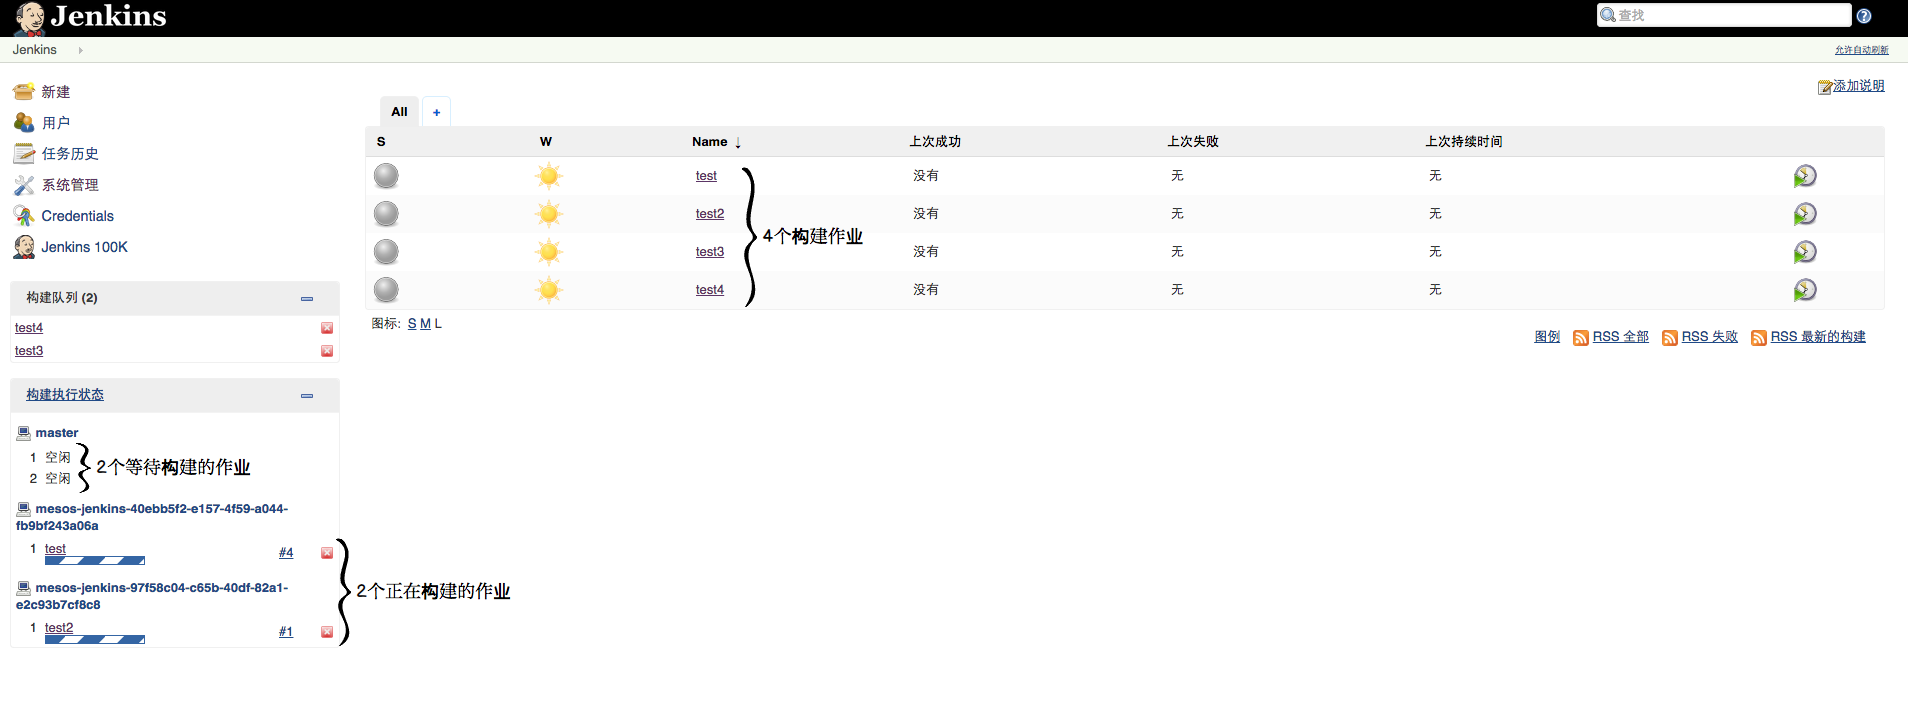 Jenkins
查找
Jenkins
允许自动刷新
新建
用户
任务历史
系统管理
Credentials
Jenkins 100K
构建队列 (2)
test4
test3
构建执行状态
master
1 空闲
2 空闲
2个等待构建的作业
mesos-jenkins-40ebb5f2-e157-4f59-a044-
fb9bf243a06a
1 test #4
mesos-jenkins-97f58c04-c65b-40df-82a1-
e2c93b7cf8c8
1 test2 #1
2个正在构建的作业
添加说明
All +
S W Name ↓ 上次成功 上次失败 上次持续时间
test 没有 无 无
test2 没有 无 无
4个构建作业
test3 没有 无 无
test4 没有 无 无
图标: S M L
图例 RSS 全部 RSS 失败 RSS 最新的构建